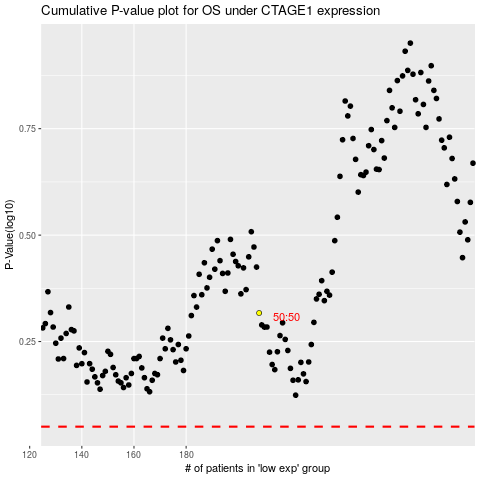 Cumulative P-value plot for OS under CTAGE1 expression
P-Value(log10)
0.75
0.50
0.25
50:50
120 140 160 180
# of patients in 'low exp' group